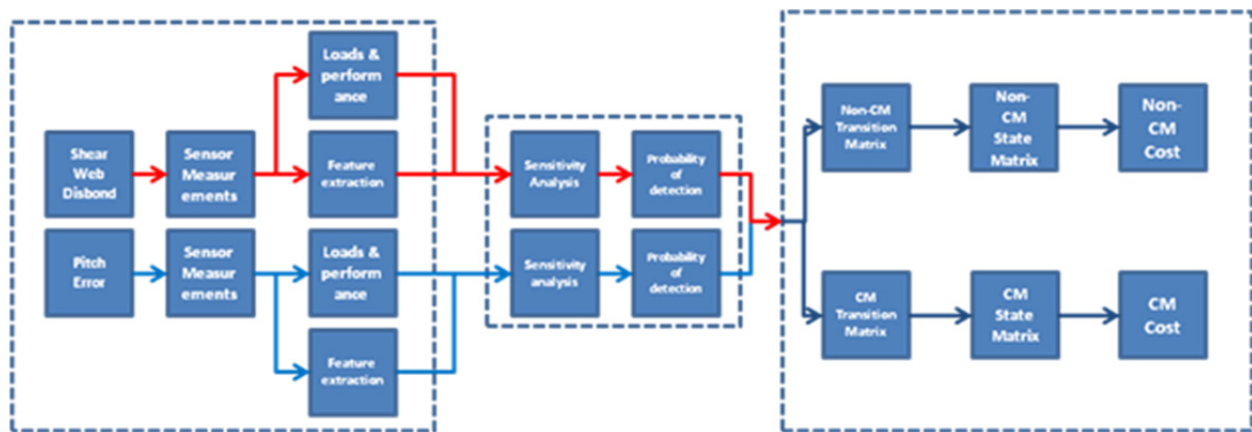 Loads &
perform
ance
Shear
Web
Disbond
Sensor
Measur
ements
Feature
extraction
Sensitivity
Analysis
Probability
of
detection
Pitch
Error
Sensor
Measur
ements
Loads &
perform
ance
Sensitivity
analysis
Probability
of
detection
Feature
extraction
Non-CM
Transition
Matrix
Non-
CM
State
Matrix
Non-
CM
Cost
CM
Transition
Matrix
CM
State
Matrix
CM
Cost